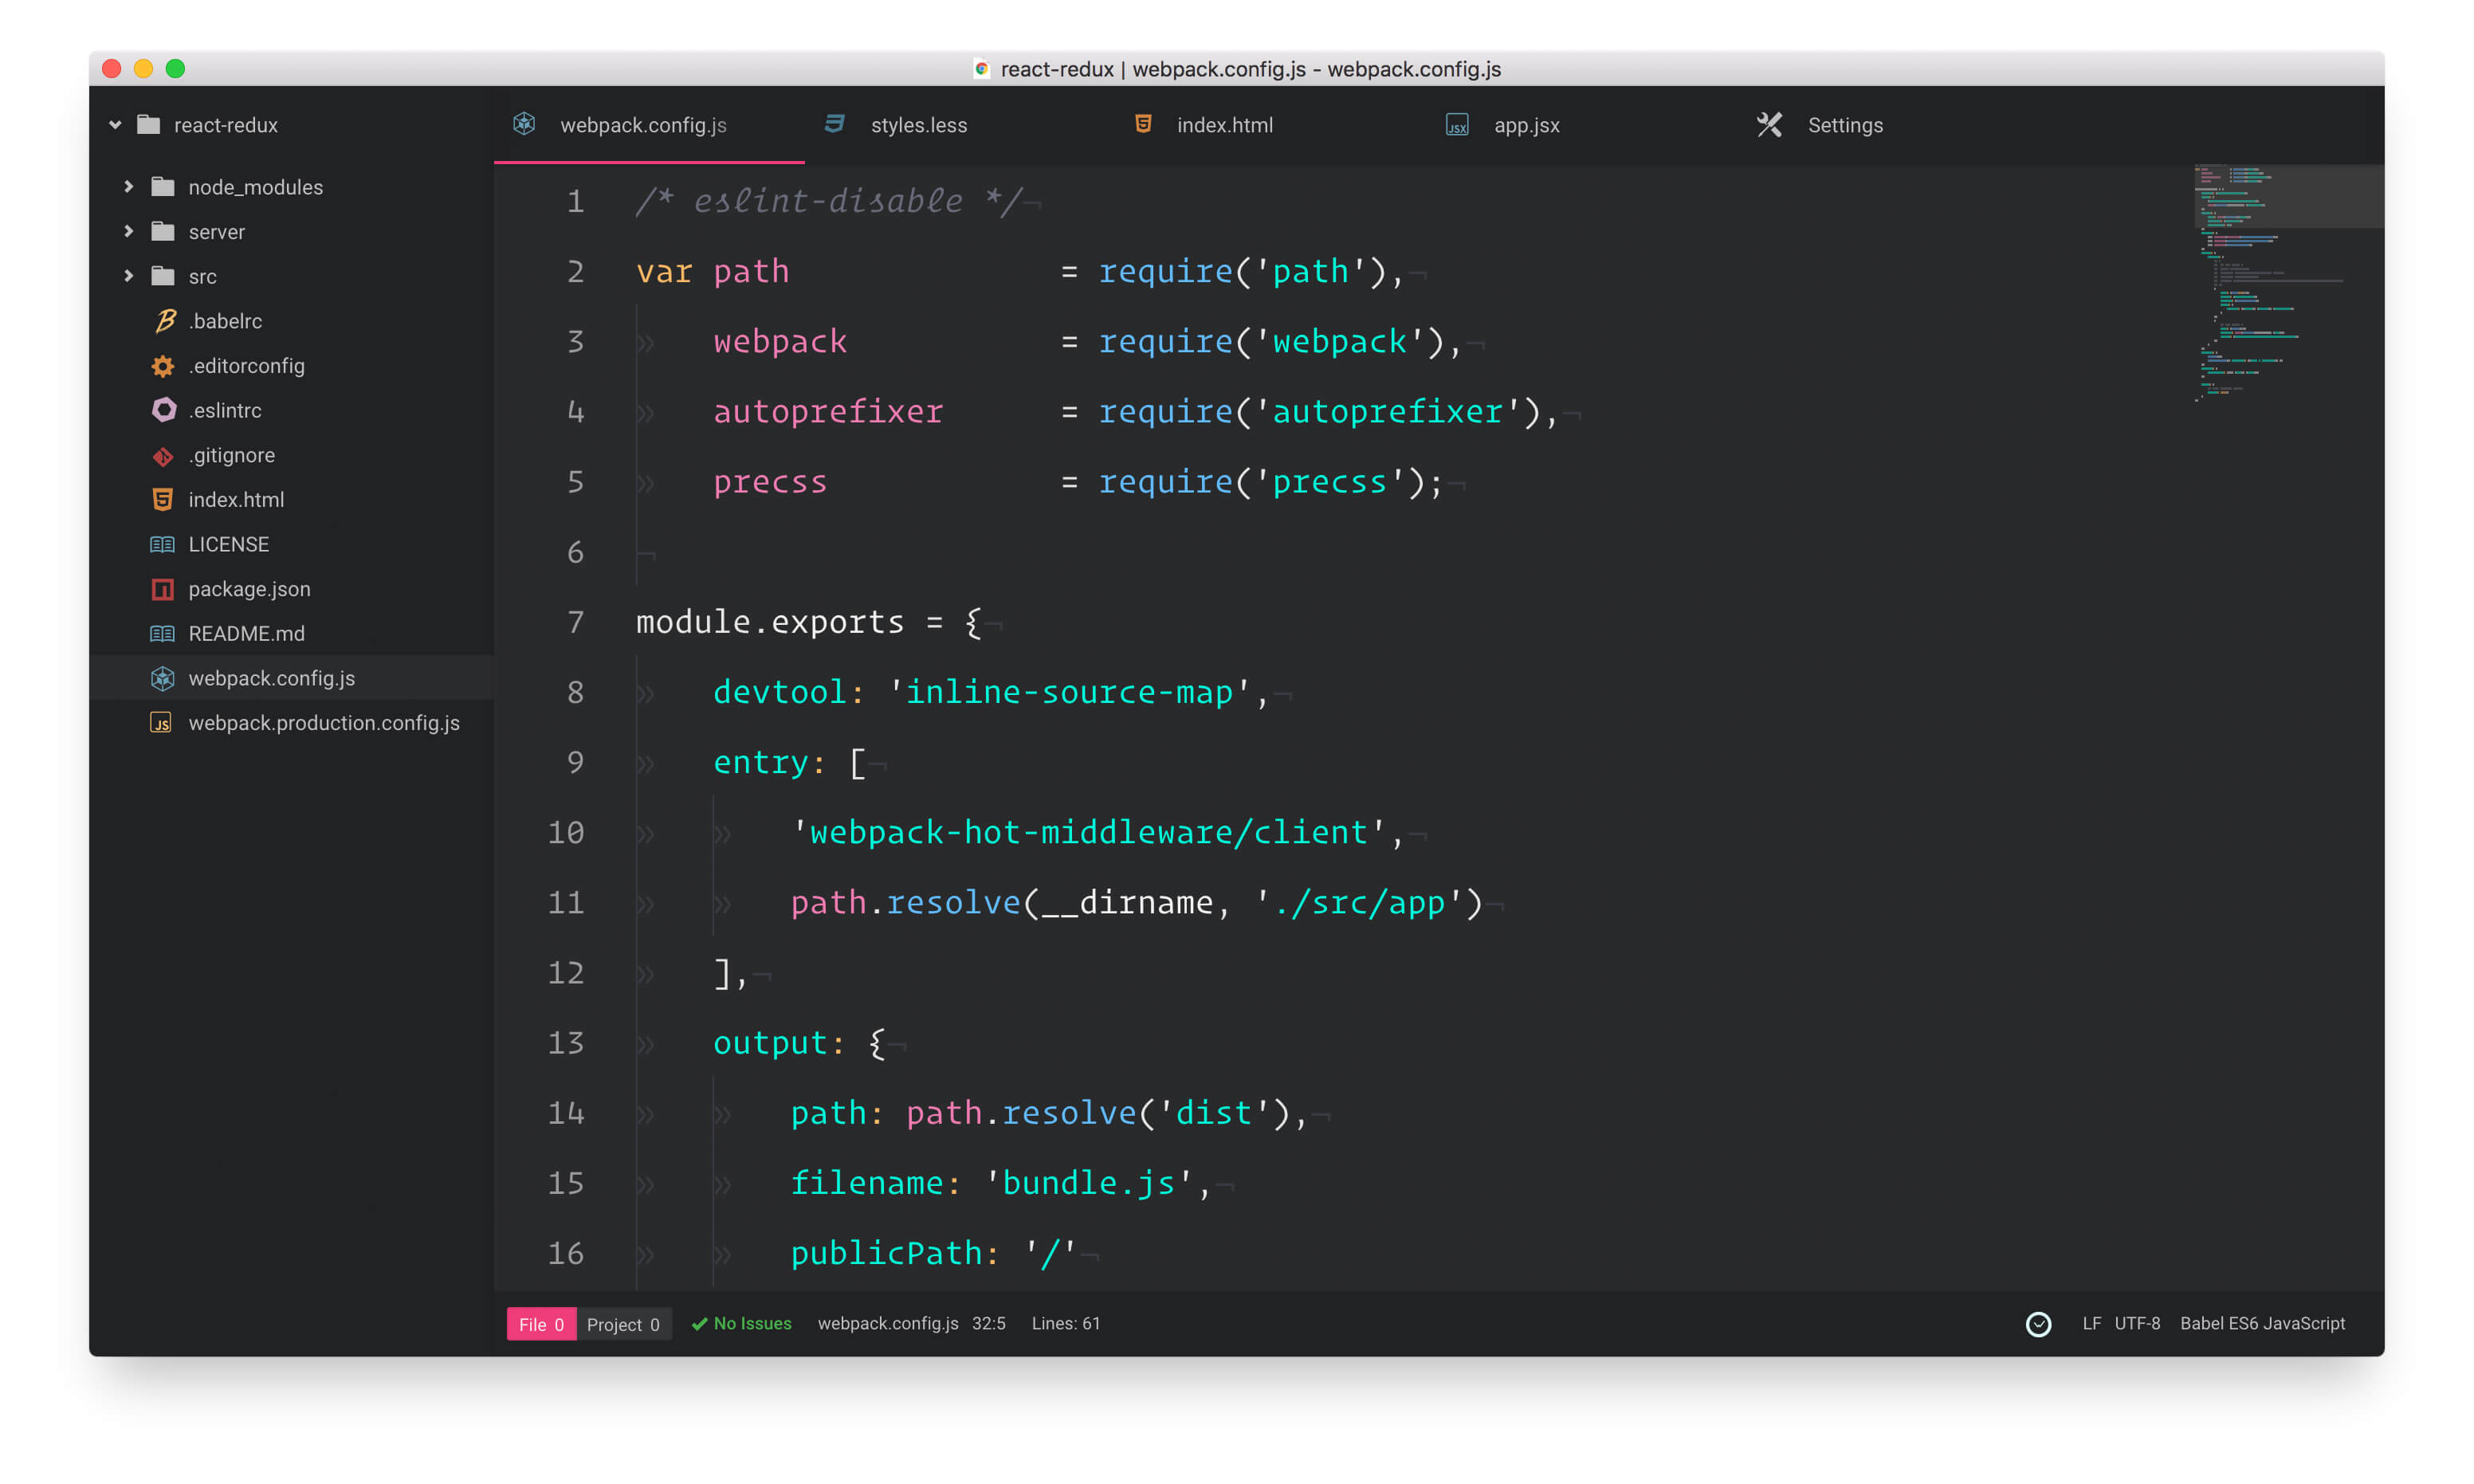 react-redux | webpack.config.js - webpack.config.js
react-redux
node_modules
server
src
.babelrc
.editorconfig
.eslintrc
.gitignore
index.html
LICENSE
package.json
README.md
webpack.config.js
JS webpack.production.config.js
webpack.config.js
styles.less
index.html
JSX app.jsx
Settings
1 /* eslint-disable */¬
2 var path = require('path'),¬
3 » webpack = require('webpack'),¬
4 » autoprefixer = require('autoprefixer'),¬
5 » precss = require('precss');¬
6 ¬
7 module.exports = {¬
8 » devtool: 'inline-source-map',¬
9 » entry: [¬
10 » » 'webpack-hot-middleware/client',¬
11 » » path.resolve(__dirname, './src/app')¬
12 » ],¬
13 » output: {¬
14 » » path: path.resolve('dist'),¬
15 » » filename: 'bundle.js',¬
16 » » publicPath: '/'¬
File 0 Project 0 No Issues webpack.config.js 32:5 Lines: 61 LF UTF-8 Babel ES6 JavaScript